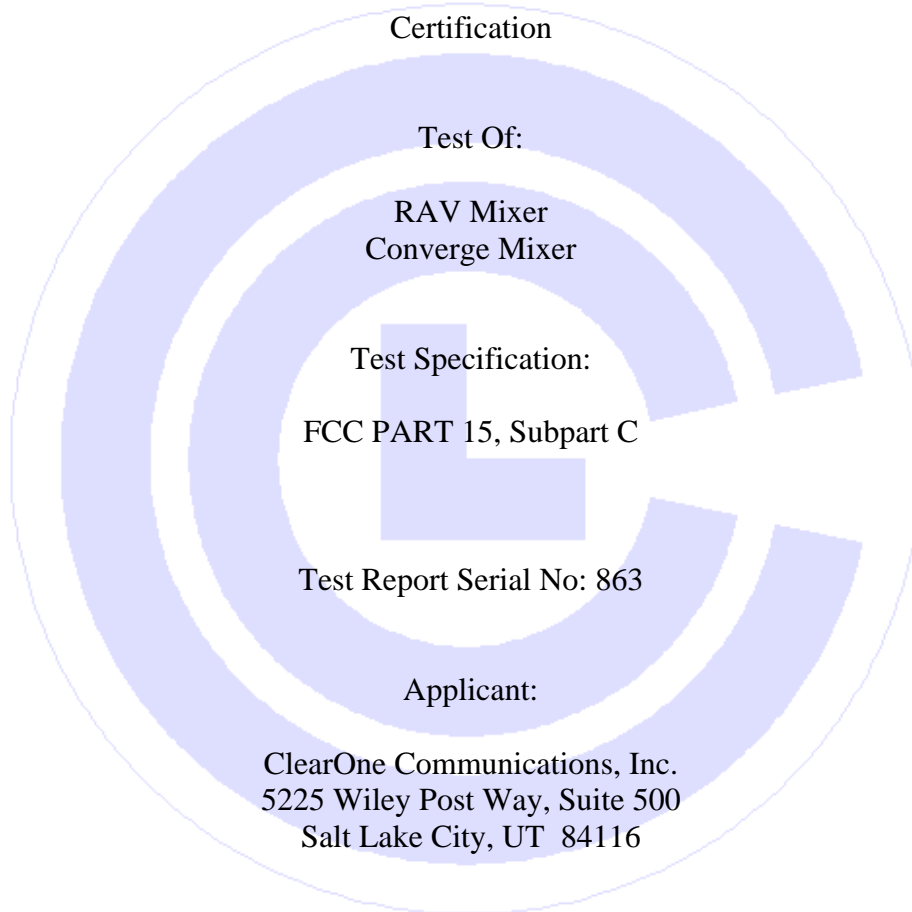 Certification
Test Of:
RAV Mixer
Converge Mixer
Test Specification:
FCC PART 15, Subpart C
Test Report Serial No: 863
Applicant:
ClearOne Communications, Inc.
5225 Wiley Post Way, Suite 500
Salt Lake City, UT  84116